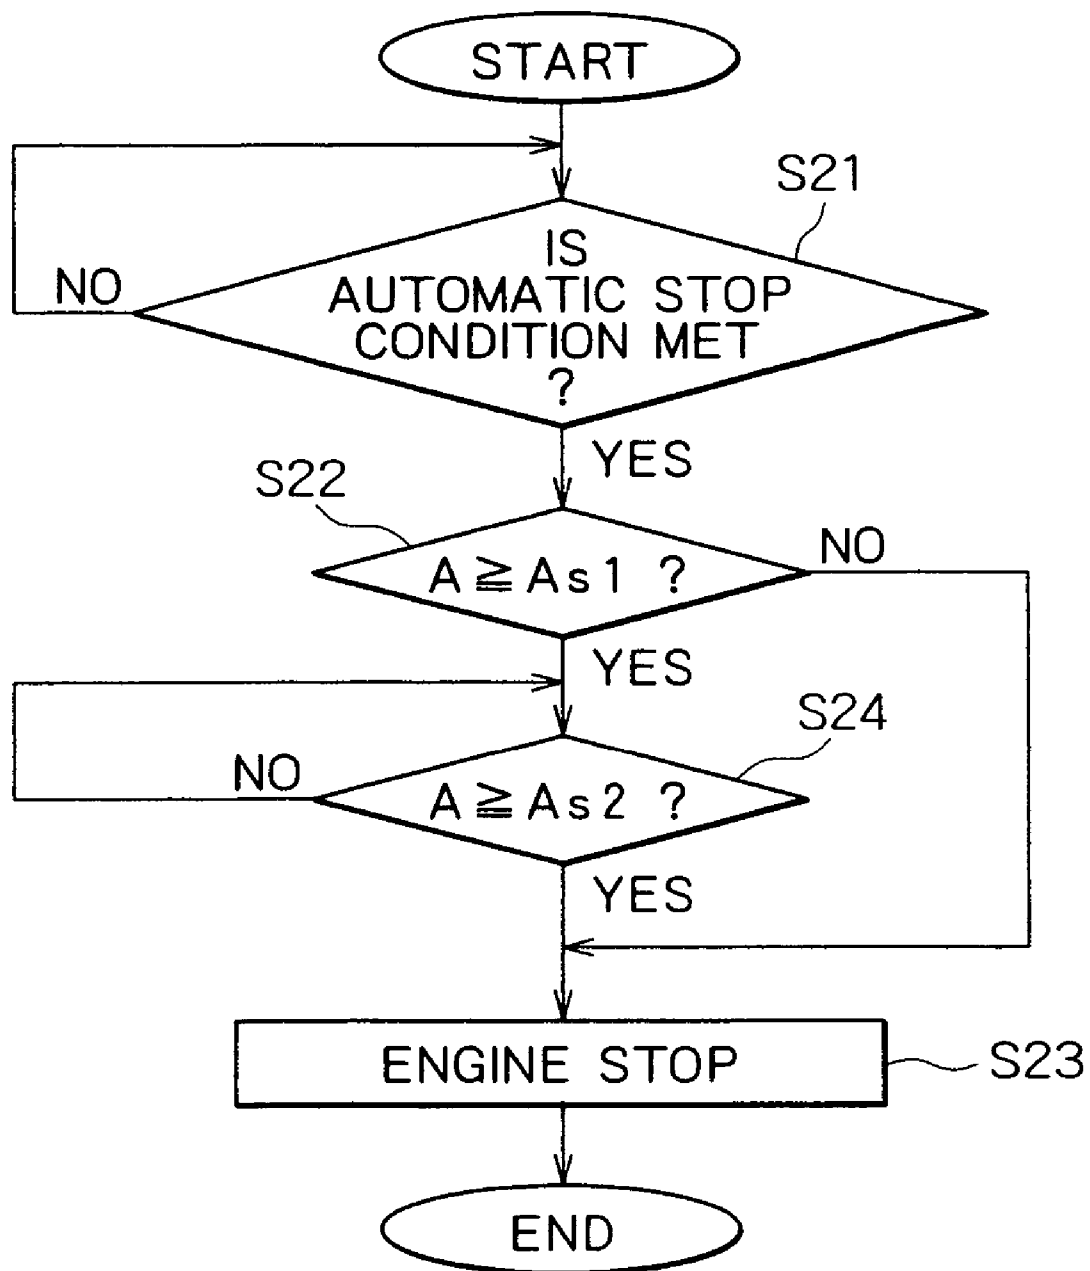 START
S21
IS
AUTOMATIC STOP
CONDITION MET
?
NO
YES
S22
A ≧ As1 ?
NO
YES
S24
NO
A ≧ As2 ?
YES
ENGINE STOP
S23
END